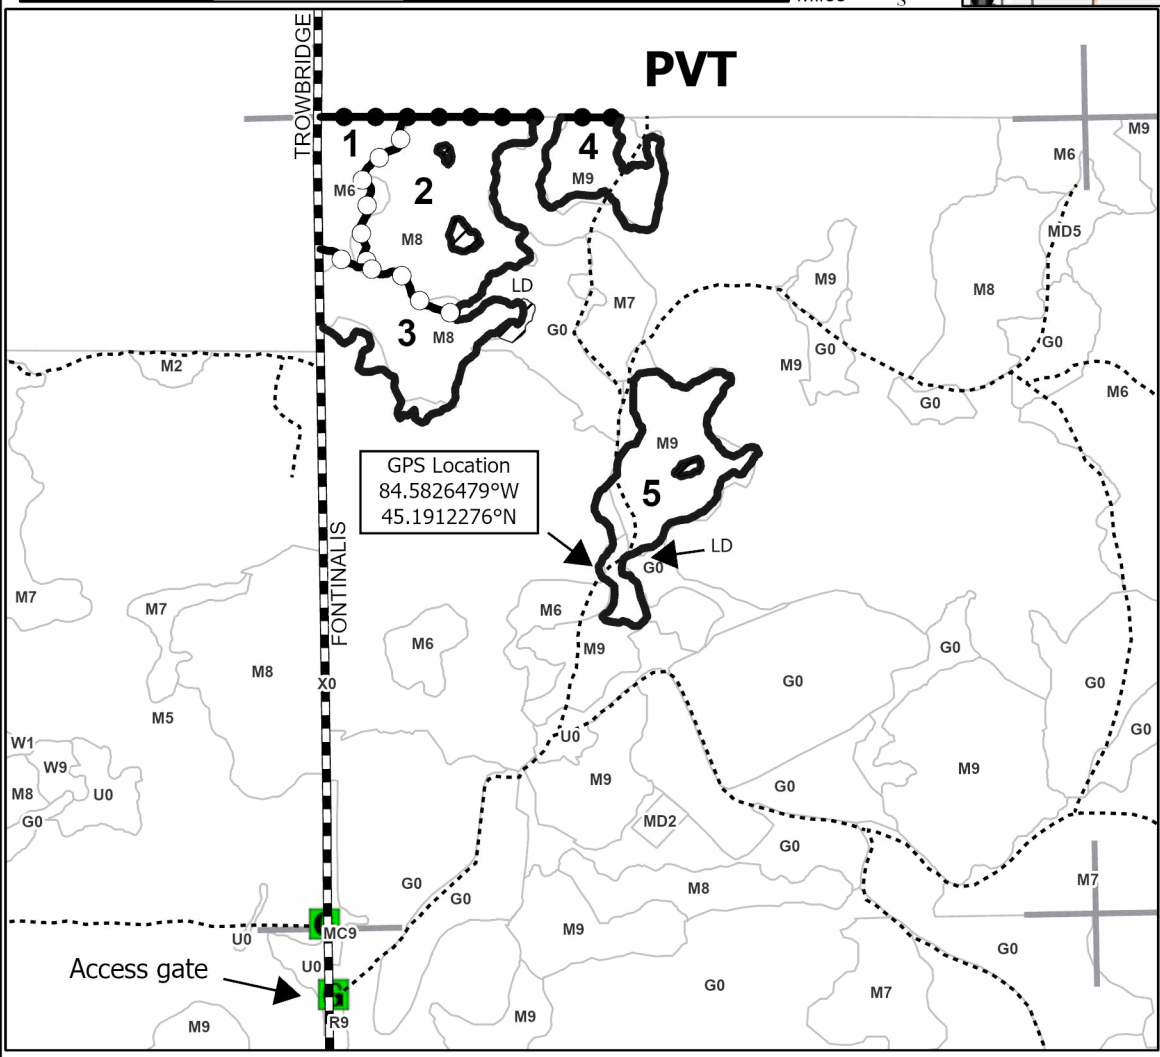 S
PVT
TROWBRIDGE
1
4
M9
M6
M9
M6
2
MD5
M8
M9
M8
LD
M7
G0
3
M8
G0
G0
M9
M2
M6
G0
M9
GPS Location
84.5826479°W
45.1912276°N
5
LD
FONTINALIS
G0
M7
M7
M6
M6
M9
G0
M8
X0
G0
G0
M5
G0
W1
U0
W9
M9
M9
M8
U0
G0
G0
MD2
G0
M7
G0
M8
G0
MC9
M9
U0
G0
U0
Access gate
G
G0
M7
M9
R9
M9